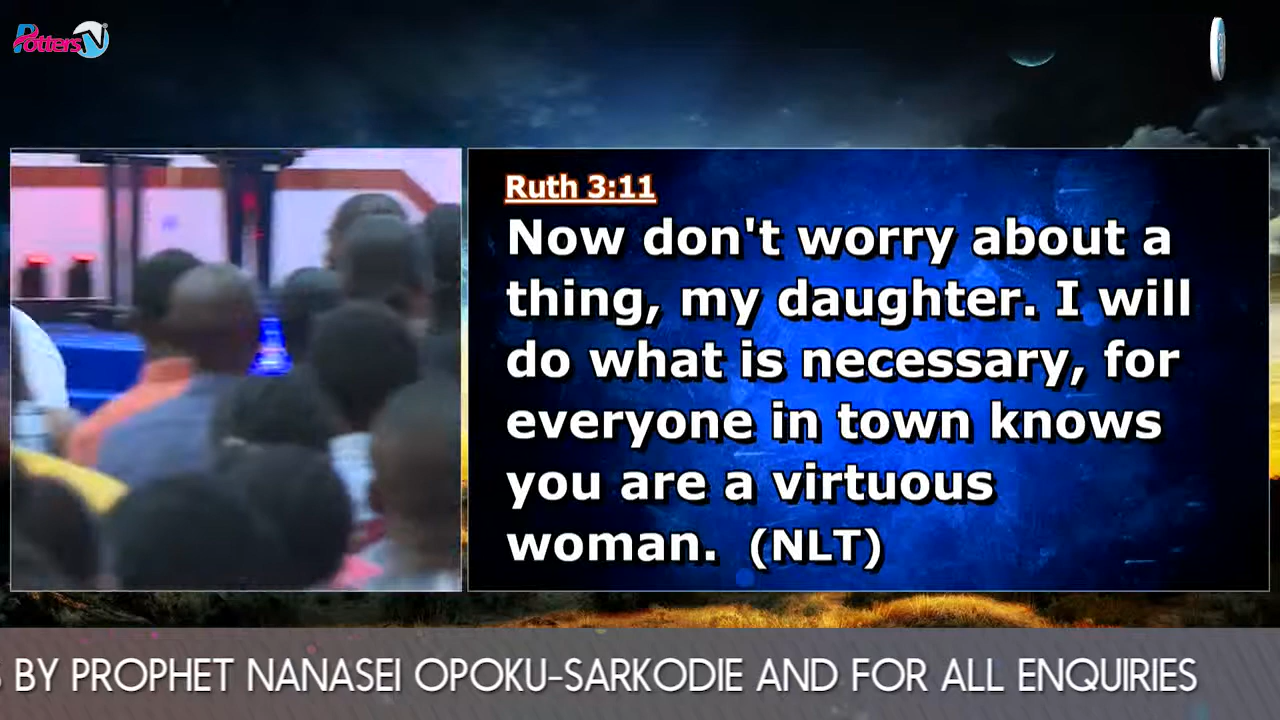 PottersTV
Ruth 3:11
Now don't worry about a
thing, my daughter. I will
do what is necessary, for
everyone in town knows
you are a virtuous
woman. (NLT)
BY PROPHET NANASEI OPOKU-SARKODIE AND FOR ALL ENQUIRIES